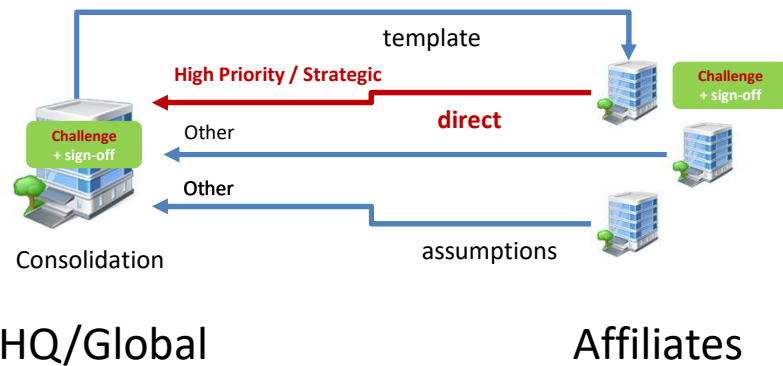 template
High Priority / Strategic
Challenge
+ sign-off
direct
Challenge
+ sign-off
Other
Other
assumptions
Consolidation
HQ/Global
Affiliates